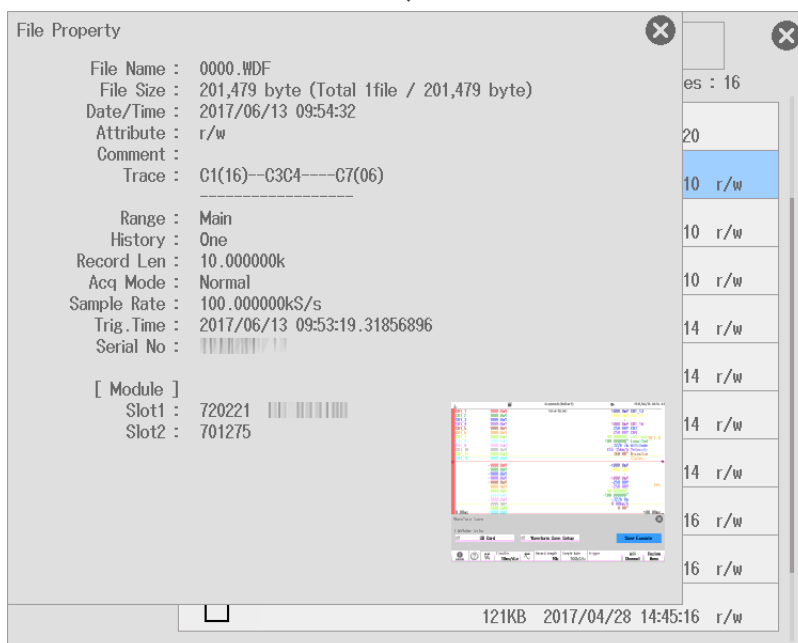 File Property
es : 16
File Name : 0000.WDF
File Size : 201,479 byte (Total 1file / 201,479 byte)
Date/Time : 2017/06/13 09:54:32
Attribute : r/w
Comment :
Trace : C1(16)--C3C4----C7(06)
------------------
Range : Main
History : One
Record Len : 10.000000k
Acq Mode : Normal
Sample Rate : 100.000000kS/s
Trig.Time : 2017/06/13 09:53:19.31856896
Serial No :
[ Module ]
Slot1 : 720221
Slot2 : 701275
20
10 r/w
10 r/w
10 r/w
14 r/w
14 r/w
14 r/w
14 r/w
16 r/w
16 r/w
121KB 2017/04/28 14:45:16 r/w